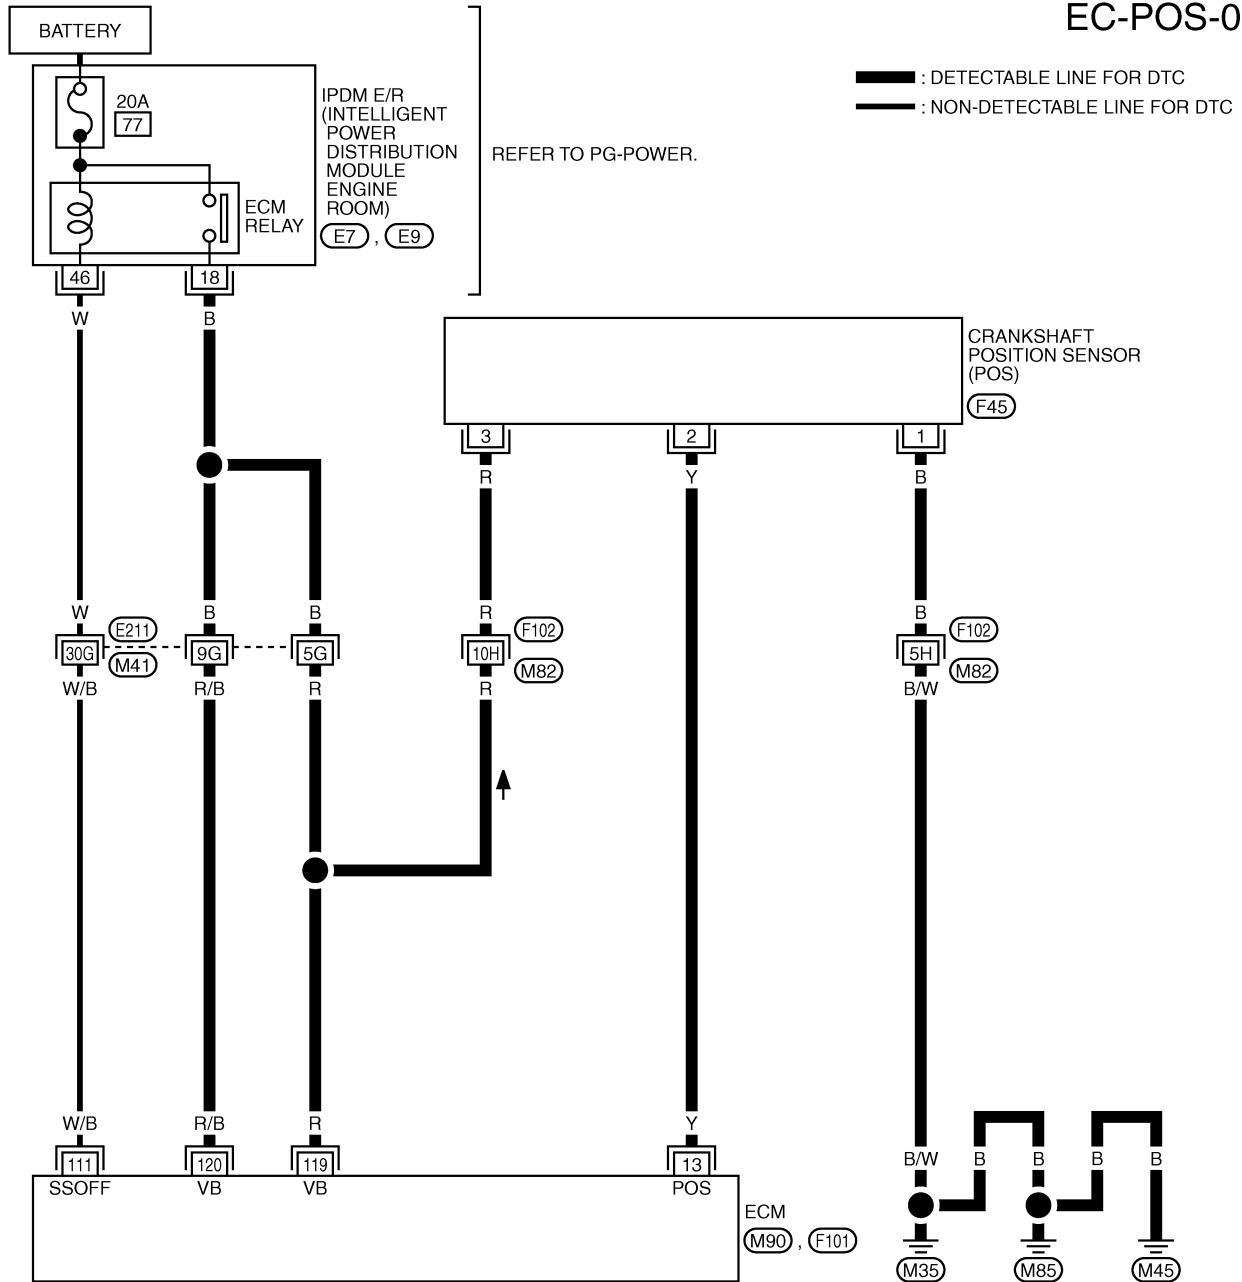 EC-POS-0
BATTERY
: DETECTABLE LINE FOR DTC
: NON-DETECTABLE LINE FOR DTC
20A
77
IPDM E/R
(INTELLIGENT
POWER
DISTRIBUTION
MODULE
ENGINE
ROOM)
E7 , E9
REFER TO PG-POWER.
ECM
RELAY
46 18
W B
CRANKSHAFT
POSITION SENSOR
(POS)
F45
3 2 1
R Y B
W B B R B
E211 F102 F102
30G 9G 5G 10H 5H
M41 M82 M82
W/B R/B R R B/W
W/B R/B R Y
B/W B B B B
111 120 119 13
SSOFF VB VB POS
ECM
M90 , F101
M35 M85 M45